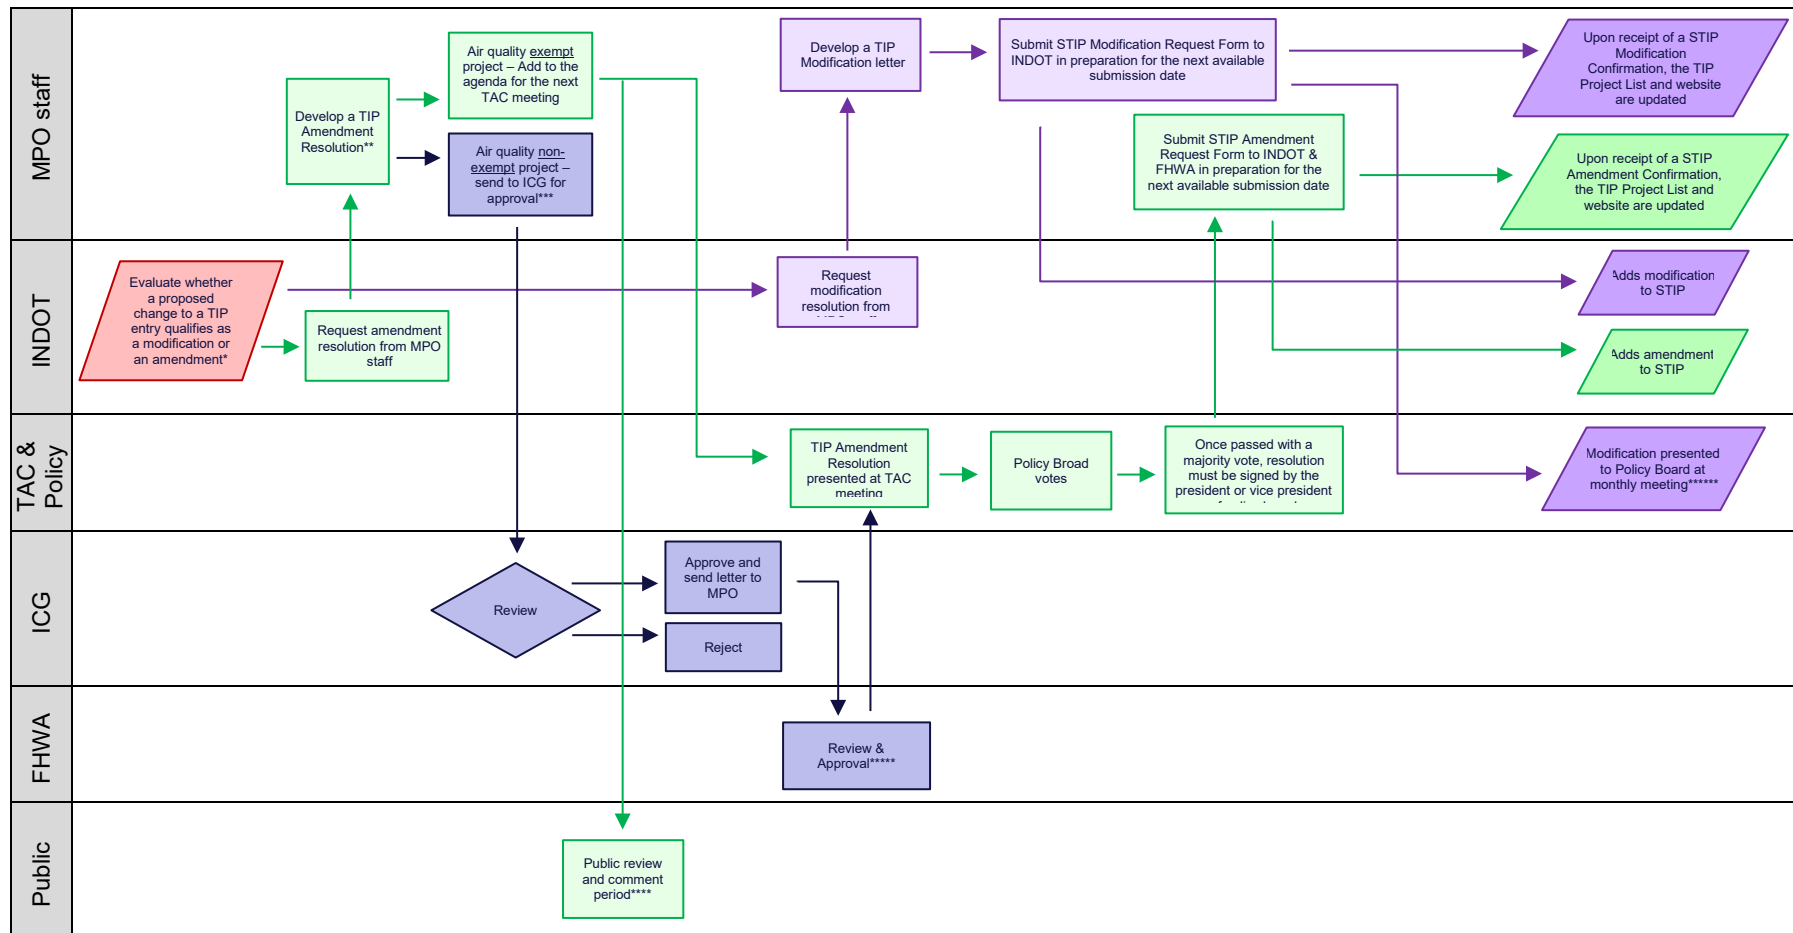 MPO staff
Develop a TIP
Amendment
Resolution**
Air quality exempt
project – Add to the
agenda for the next
TAC meeting
Air quality non-
exempt project –
send to ICG for
approval***
Develop a TIP
Modification letter
Submit STIP Modification Request Form to
INDOT in preparation for the next available
submission date
Submit STIP Amendment
Request Form to INDOT &
FHWA in preparation for the
next available submission date
Upon receipt of a STIP
Modification
Confirmation, the TIP
Project List and website
are updated
Upon receipt of a STIP
Amendment Confirmation,
the TIP Project List and
website are updated
INDOT
Evaluate whether
a proposed
change to a TIP
entry qualifies as
a modification or
an amendment*
Request amendment
resolution from MPO
staff
Request
modification
resolution from
Adds modification
to STIP
Adds amendment
to STIP
TAC &
Policy
TIP Amendment
Resolution
presented at TAC
meeting
Policy Broad
votes
Once passed with a
majority vote, resolution
must be signed by the
president or vice president
Modification presented
to Policy Board at
monthly meeting******
ICG
Review
Approve and
send letter to
MPO
Reject
FHWA
Review &
Approval*****
Public
Public review
and comment
period****